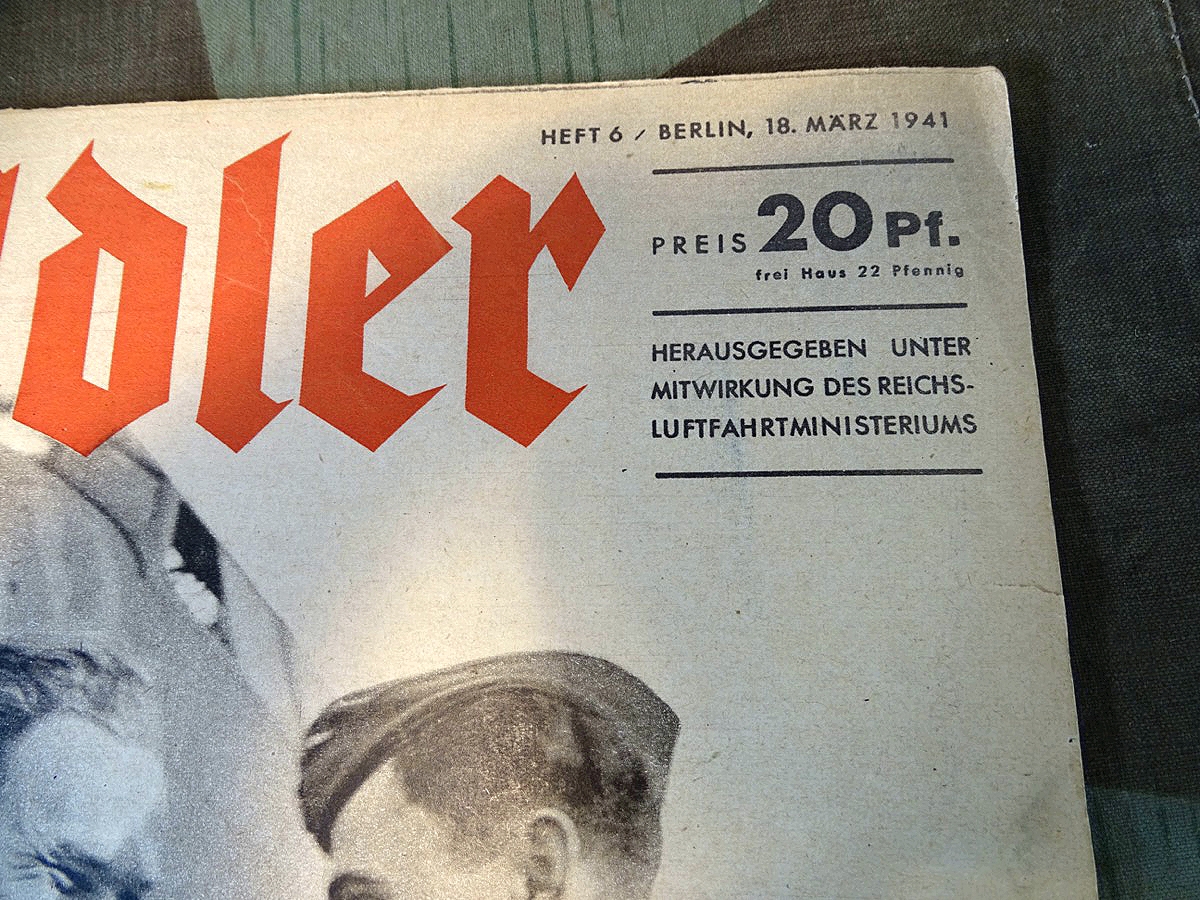 HEFT 6 / BERLIN, 18. MÄRZ 1941
dler
PREIS 20 Pf.
frei Haus 22 Pfennig
HERAUSGEGEBEN UNTER
MITWIRKUNG DES REICHS-
LUFTFAHRTMINISTERIUMS